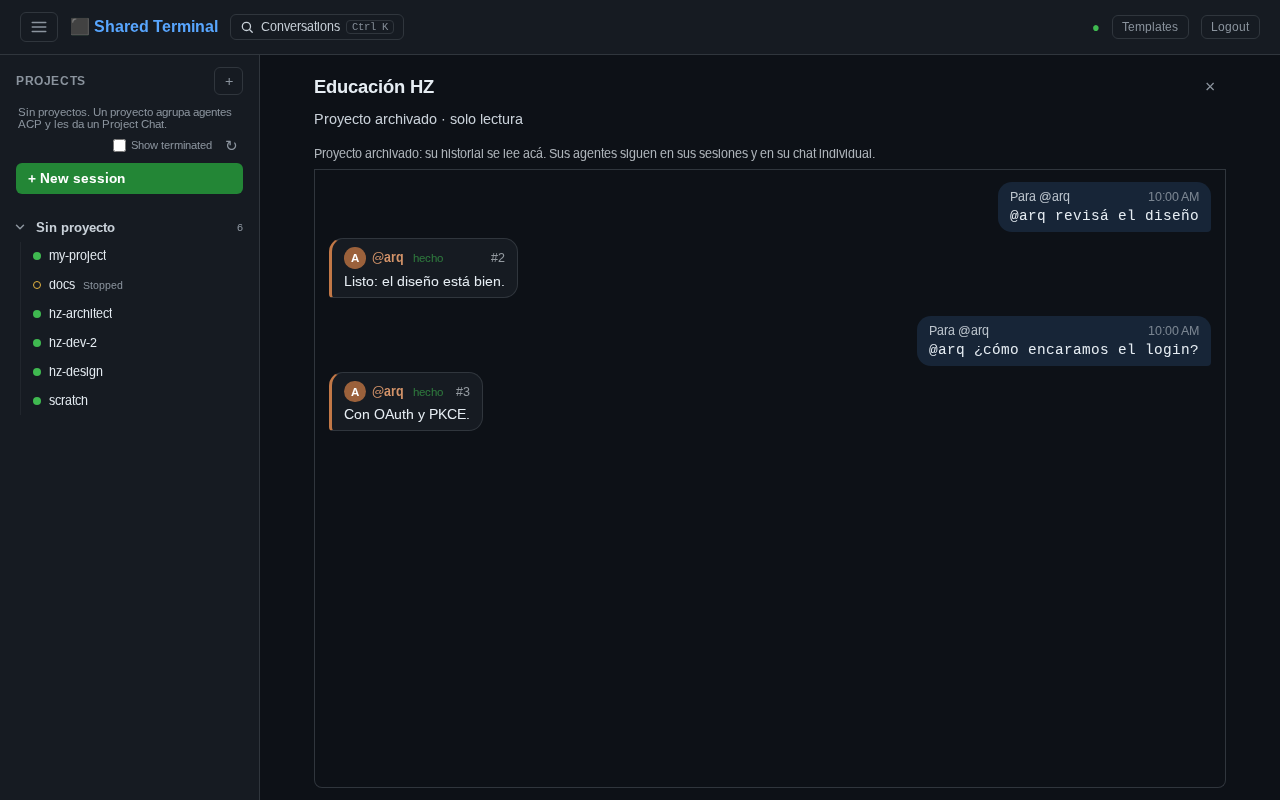 Shared Terminal
Conversations Ctrl K
Templates
Logout
PROJECTS
+
Sin proyectos. Un proyecto agrupa agentes
ACP y les da un Project Chat.
Show terminated ↻
+ New session
Sin proyecto 6
my-project
docs Stopped
hz-architect
hz-dev-2
hz-design
scratch
Educación HZ
×
Proyecto archivado · solo lectura
Proyecto archivado: su historial se lee acá. Sus agentes siguen en sus sesiones y en su chat individual.
Para @arq 10:00 AM
@arq revisá el diseño
A @arq hecho #2
Listo: el diseño está bien.
Para @arq 10:00 AM
@arq ¿cómo encaramos el login?
A @arq hecho #3
Con OAuth y PKCE.